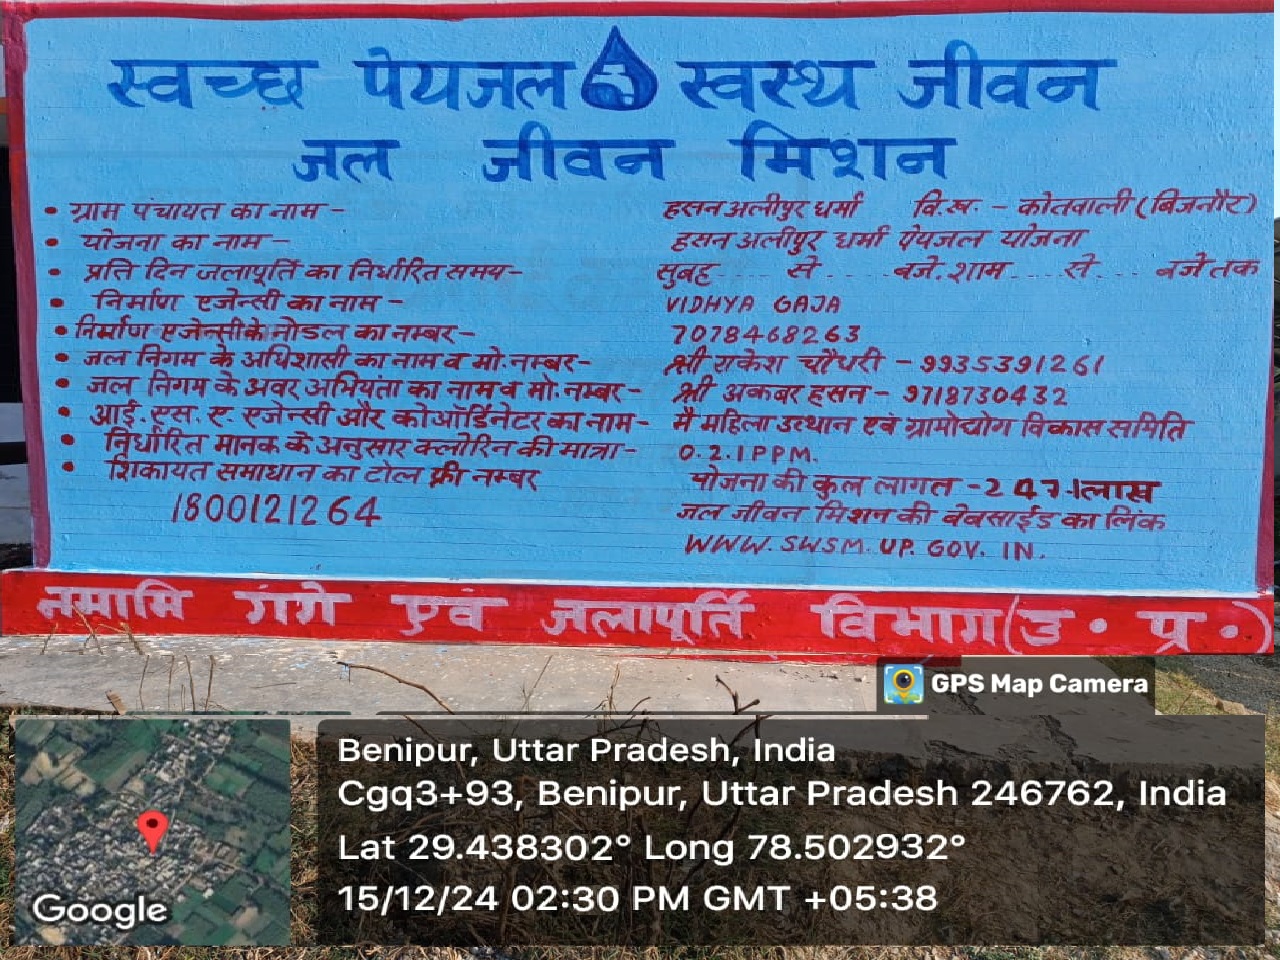 स्वच्छ पेयजल स्वस्थ जीवन
जल जीवन मिशन
• ग्राम पंचायत का नाम - हसन अलीपुर धर्मा वि.ख. - कोतवाली (बिजनौर)
• योजना का नाम - हसन अलीपुर धर्मा पेयजल योजना
• प्रति दिन जलापूर्ति का निर्धारित समय - सुबह .... से .... बजे. शाम .... से .... बजे तक
• निर्माण एजेन्सी का नाम - VIDHYA GAJA
• निर्माण एजेन्सी के नोडल का नम्बर - 7078468263
• जल निगम के अधिशासी का नाम व मो. नम्बर - श्री राकेश चौधरी - 9935391261
• जल निगम के अवर अभियंता का नाम व मो. नम्बर - श्री अकबर हसन - 9718730432
• आई. एस. ए. एजेन्सी और कोऑर्डिनेटर का नाम - मै महिला उत्थान एवं ग्रामोद्योग विकास समिति
• निर्धारित मानक के अनुसार क्लोरिन की मात्रा - 0.2.1 PPM.
• शिकायत समाधान का टोल फ्री नम्बर
1800121264
योजना की कुल लागत - 247.1लाख
जल जीवन मिशन की वेबसाईड का लिंक
WWW. SWSM. UP. GOV. IN.
नमामि गंगे एवं जलापूर्ति विभाग (उ. प्र.)
GPS Map Camera
Benipur, Uttar Pradesh, India
Cgq3+93, Benipur, Uttar Pradesh 246762, India
Lat 29.438302° Long 78.502932°
15/12/24 02:30 PM GMT +05:38
Google